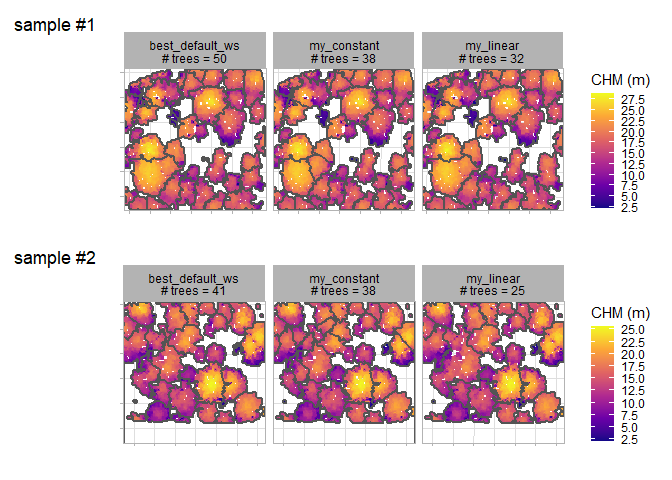 sample #1
best_default_ws
# trees = 50
my_constant
# trees = 38
my_linear
# trees = 32
CHM (m)
27.5
25.0
22.5
20.0
17.5
15.0
12.5
10.0
7.5
5.0
2.5
sample #2
best_default_ws
# trees = 41
my_constant
# trees = 38
my_linear
# trees = 25
CHM (m)
25.0
22.5
20.0
17.5
15.0
12.5
10.0
7.5
5.0
2.5